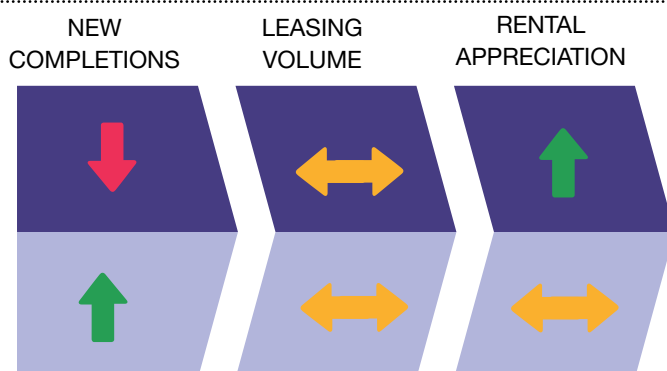 NEW
COMPLETIONS
LEASING
VOLUME
RENTAL
APPRECIATION